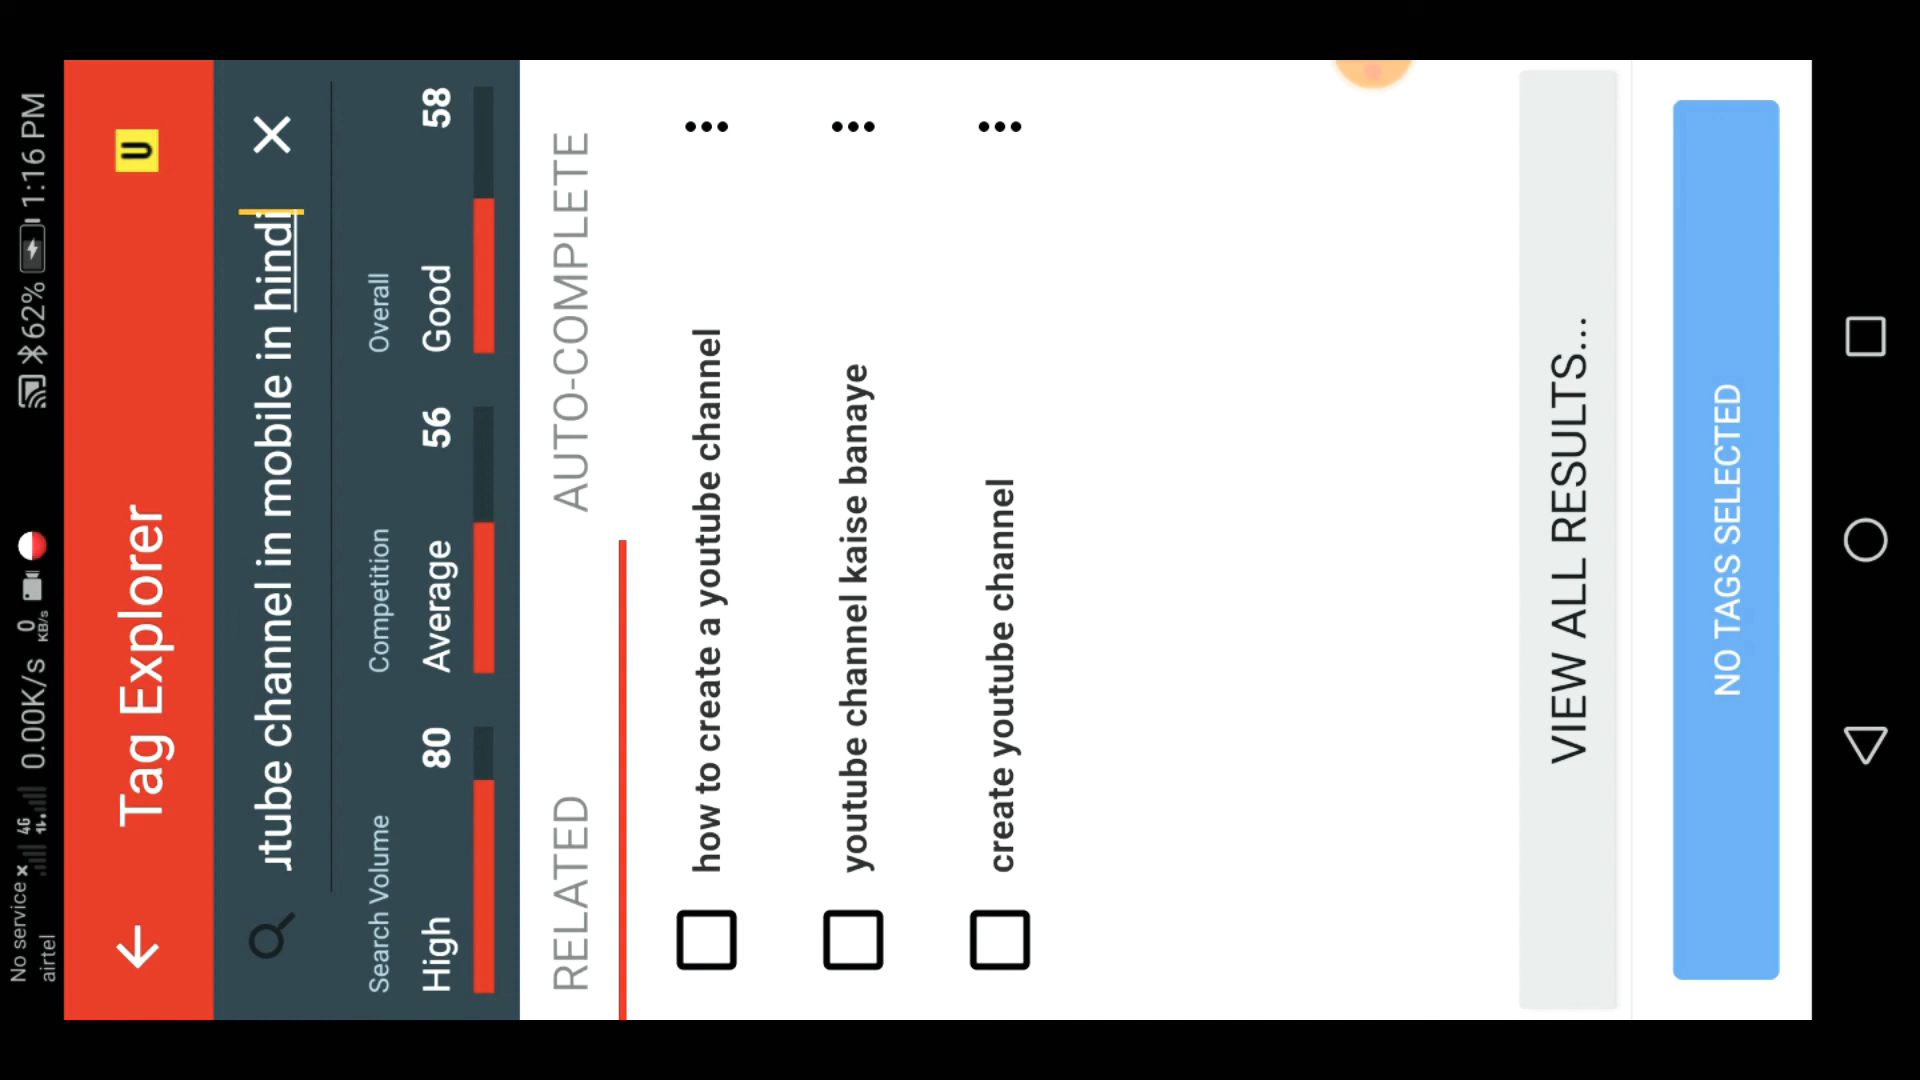 No service
airtel
4G
0.00K/S
0
KB/s
62%
1:16 PM
Tag Explorer
U
utube channel in mobile in hindi
Search Volume
High 80
Competition
Average 56
Overall
Good 58
RELATED
AUTO-COMPLETE
how to create a youtube channel
youtube channel kaise banaye
create youtube channel
VIEW ALL RESULTS...
NO TAGS SELECTED